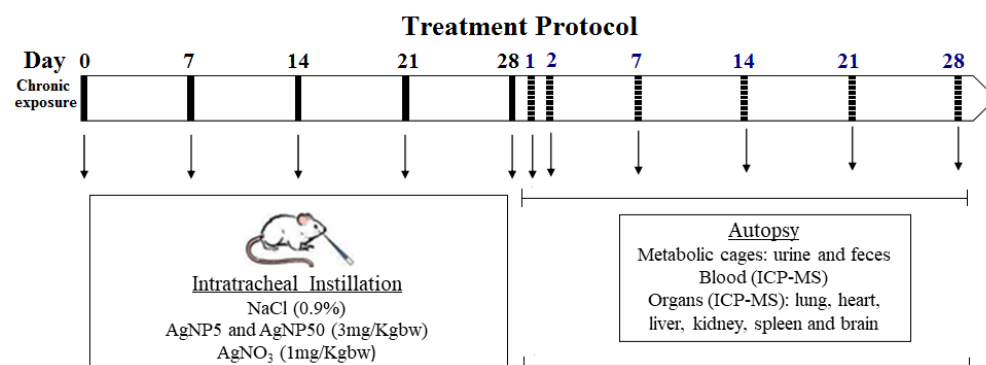 Treatment Protocol
Day 0 7 14 21 28 1 2 7 14 21 28
Chronic
exposure
Intratracheal Instillation
NaCl (0.9%)
AgNP5 and AgNP50 (3mg/Kgbw)
AgNO₃ (1mg/Kgbw)
Autopsy
Metabolic cages: urine and feces
Blood (ICP-MS)
Organs (ICP-MS): lung, heart,
liver, kidney, spleen and brain